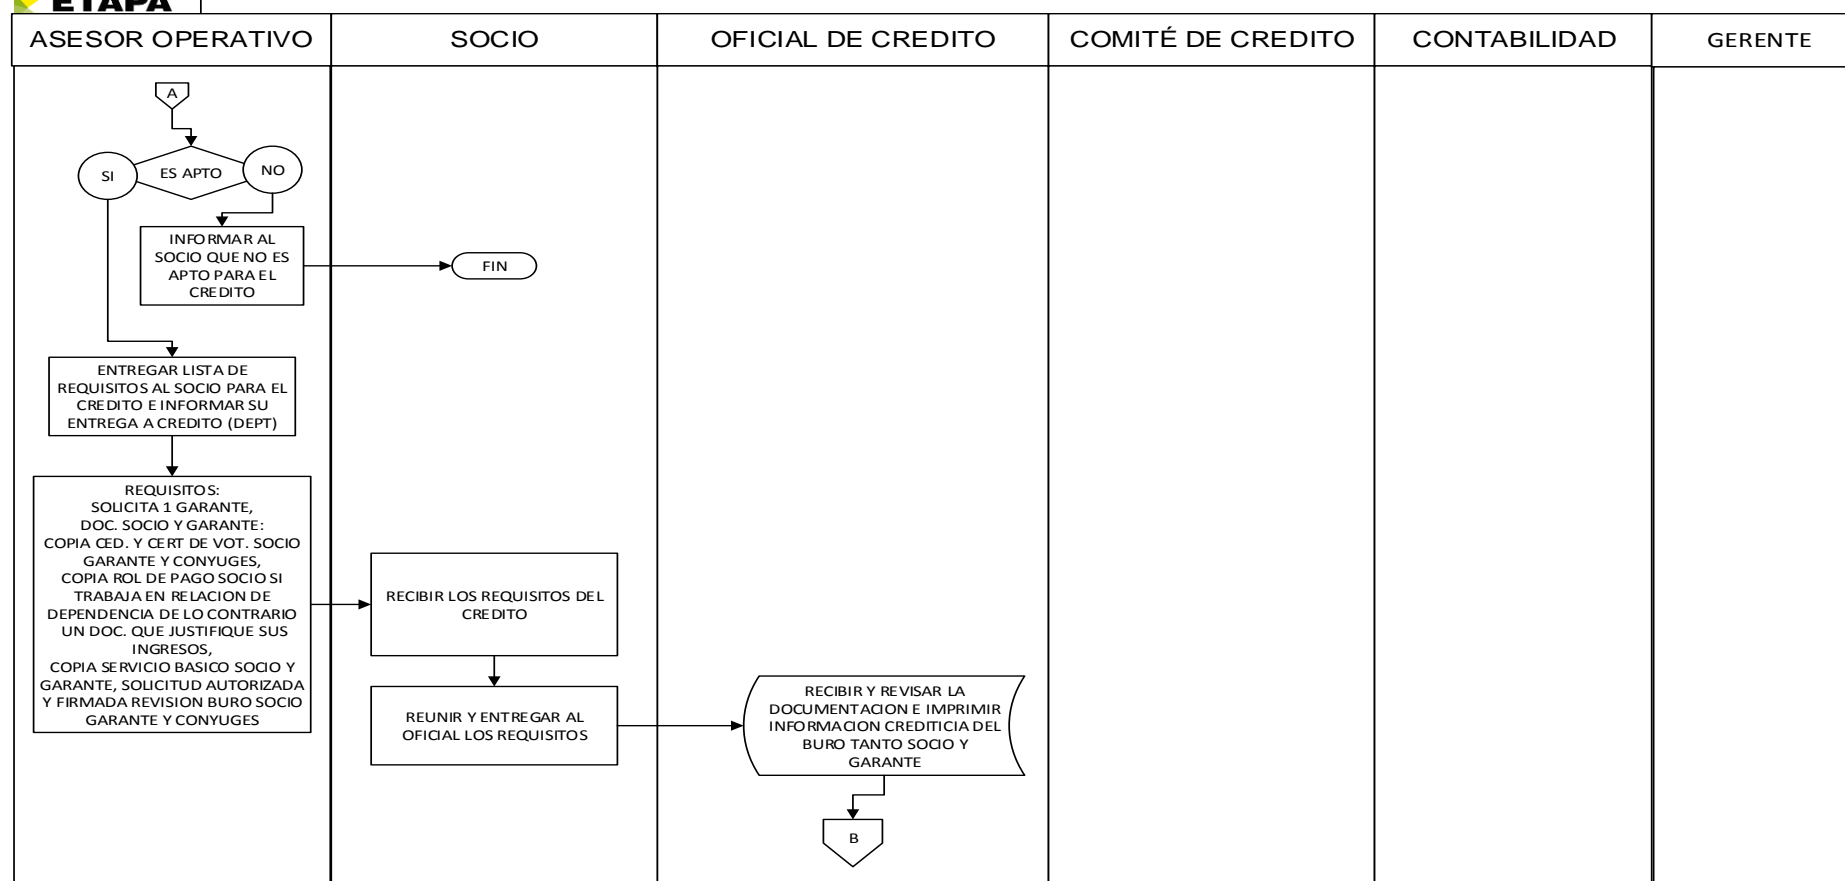 ETAPA
ASESOR OPERATIVO
SOCIO
OFICIAL DE CREDITO
COMITÉ DE CREDITO
CONTABILIDAD
GERENTE
A
SI
ES APTO
NO
INFORMAR AL
SOCIO QUE NO ES
APTO PARA EL
CREDITO
FIN
ENTREGAR LISTA DE
REQUISITOS AL SOCIO PARA EL
CREDITO E INFORMAR SU
ENTREGA A CREDITO (DEPT)
REQUISITOS:
SOLICITA 1 GARANTE,
DOC. SOCIO Y GARANTE:
COPIA CED. Y CERT DE VOT. SOCIO
GARANTE Y CONYUGES,
COPIA ROL DE PAGO SOCIO SI
TRABAJA EN RELACION DE
DEPENDENCIA DE LO CONTRARIO
UN DOC. QUE JUSTIFIQUE SUS
INGRESOS,
COPIA SERVICIO BASICO SOCIO Y
GARANTE, SOLICITUD AUTORIZADA
Y FIRMADA REVISION BURO SOCIO
GARANTE Y CONYUGES
RECIBIR LOS REQUISITOS DEL
CREDITO
REUNIR Y ENTREGAR AL
OFICIAL LOS REQUISITOS
RECIBIR Y REVISAR LA
DOCUMENTACION E IMPRIMIR
INFORMACION CREDITICIA DEL
BURO TANTO SOCIO Y
GARANTE
B